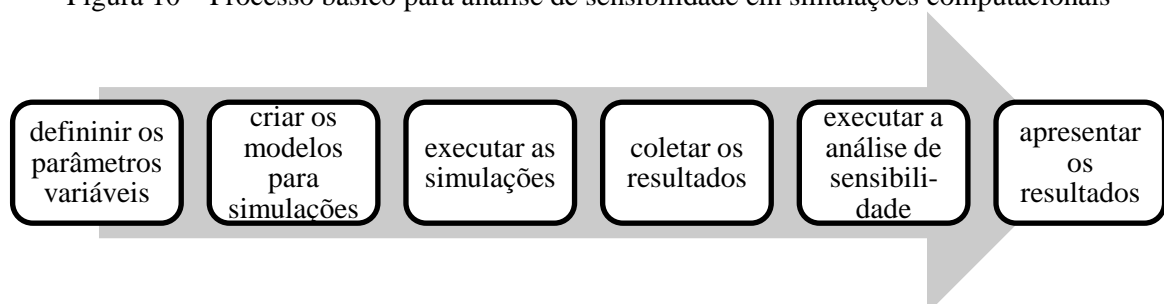 Figura 10 – Processo básico para análise de sensibilidade em simulações computacionais
defininir os
parâmetros
variáveis
criar os
modelos
para
simulações
executar as
simulações
coletar os
resultados
executar a
análise de
sensibili-
dade
apresentar
os
resultados